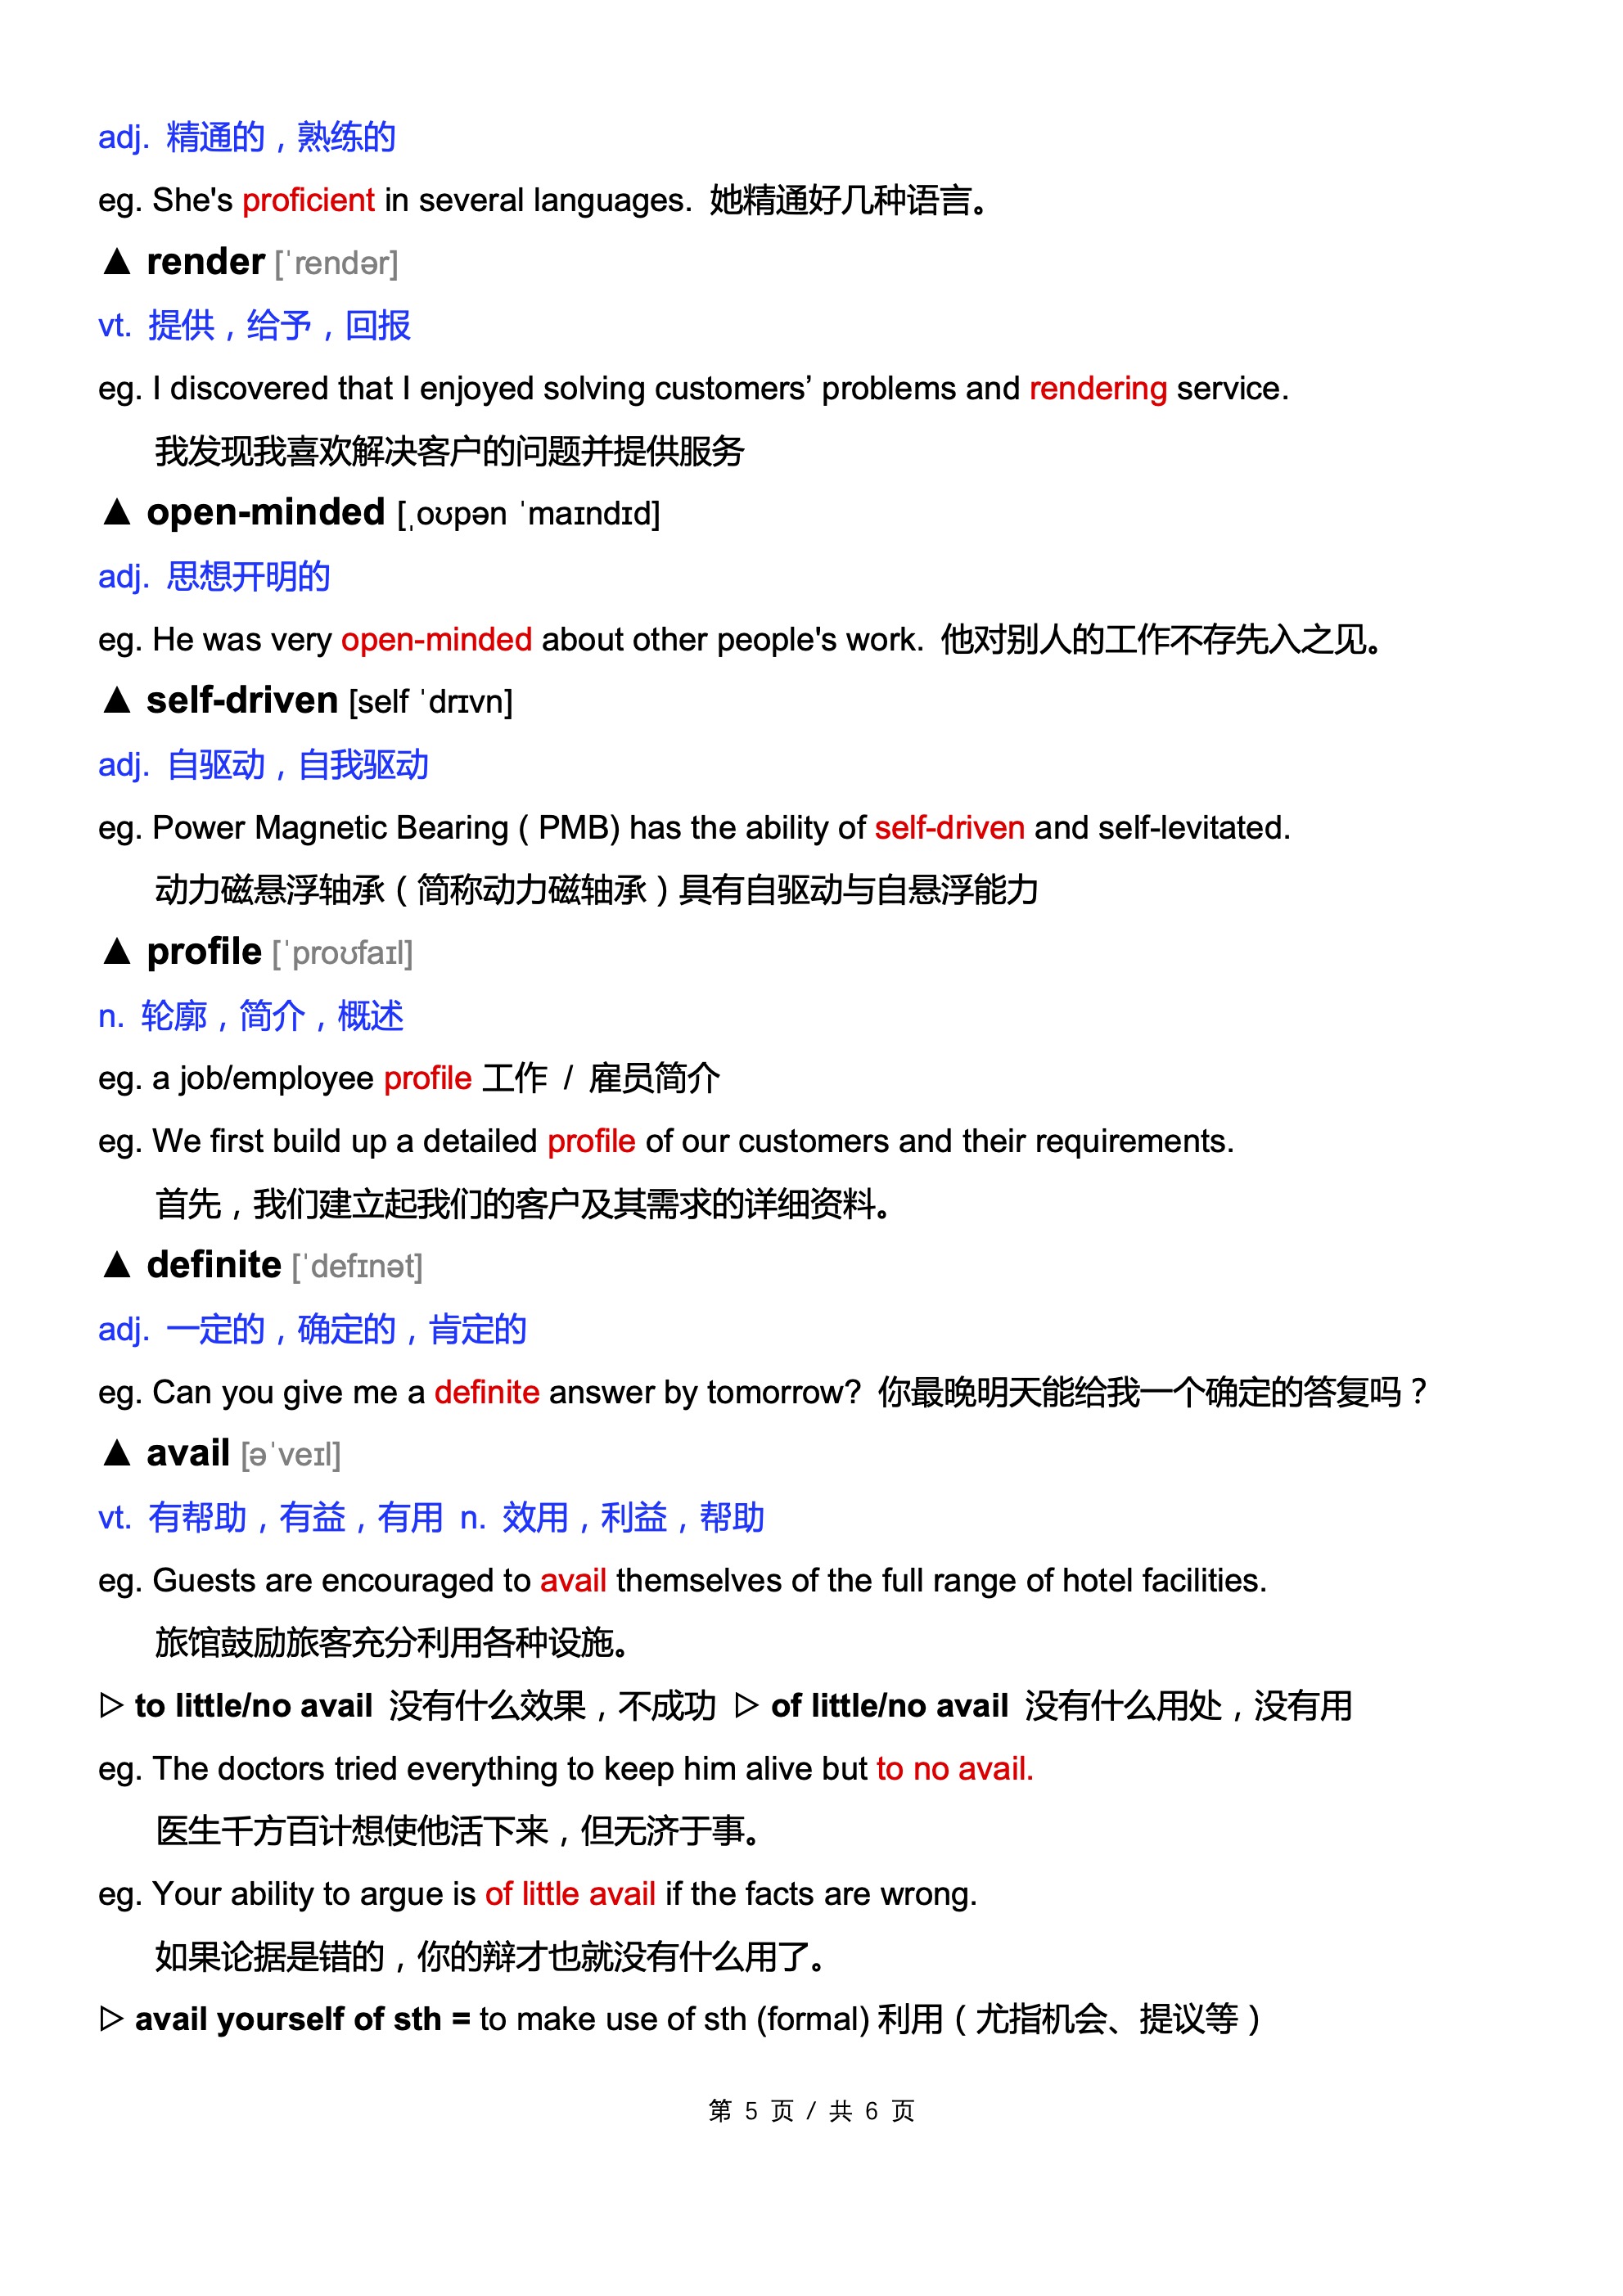 adj. 精通的，熟练的
eg. She's proficient in several languages. 她精通好几种语言。
▲ render [ˈrendər]
vt. 提供，给予，回报
eg. I discovered that I enjoyed solving customers’ problems and rendering service.
我发现我喜欢解决客户的问题并提供服务
▲ open-minded [ˌoʊpən ˈmaɪndɪd]
adj. 思想开明的
eg. He was very open-minded about other people's work. 他对别人的工作不存先入之见。
▲ self-driven [self ˈdrɪvn]
adj. 自驱动，自我驱动
eg. Power Magnetic Bearing ( PMB) has the ability of self-driven and self-levitated.
动力磁悬浮轴承（简称动力磁轴承）具有自驱动与自悬浮能力
▲ profile [ˈproʊfaɪl]
n. 轮廓，简介，概述
eg. a job/employee profile 工作 / 雇员简介
eg. We first build up a detailed profile of our customers and their requirements.
首先，我们建立起我们的客户及其需求的详细资料。
▲ definite [ˈdefɪnət]
adj. 一定的，确定的，肯定的
eg. Can you give me a definite answer by tomorrow? 你最晚明天能给我一个确定的答复吗？
▲ avail [əˈveɪl]
vt. 有帮助，有益，有用 n. 效用，利益，帮助
eg. Guests are encouraged to avail themselves of the full range of hotel facilities.
旅馆鼓励旅客充分利用各种设施。
▷ to little/no avail 没有什么效果，不成功 ▷ of little/no avail 没有什么用处，没有用
eg. The doctors tried everything to keep him alive but to no avail.
医生千方百计想使他活下来，但无济于事。
eg. Your ability to argue is of little avail if the facts are wrong.
如果论据是错的，你的辩才也就没有什么用了。
▷ avail yourself of sth = to make use of sth (formal) 利用（尤指机会、提议等）
第 5 页 / 共 6 页